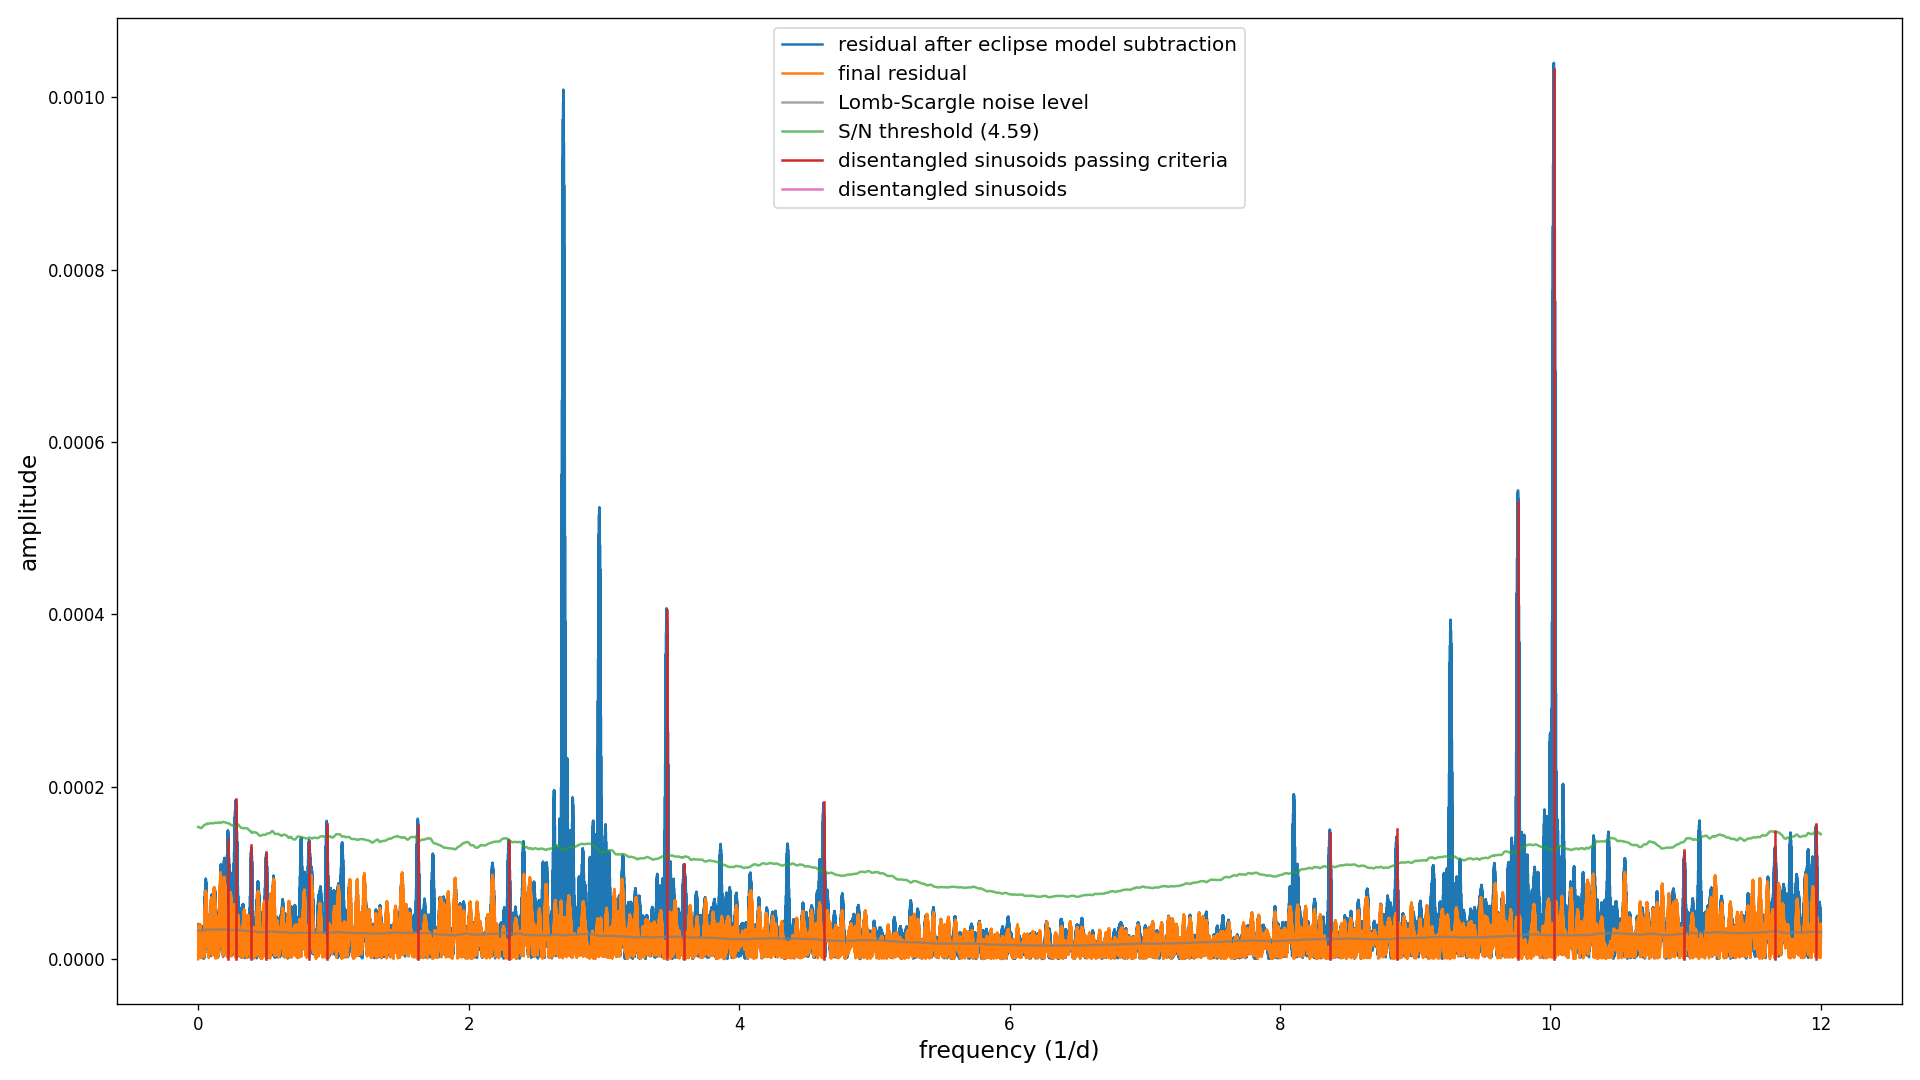 residual after eclipse model subtraction
final residual
Lomb-Scargle noise level
S/N threshold (4.59)
disentangled sinusoids passing criteria
disentangled sinusoids
0.0010
0.0008
0.0006
0.0004
0.0002
0.0000
amplitude
0 2 4 6 8 10 12
frequency (1/d)